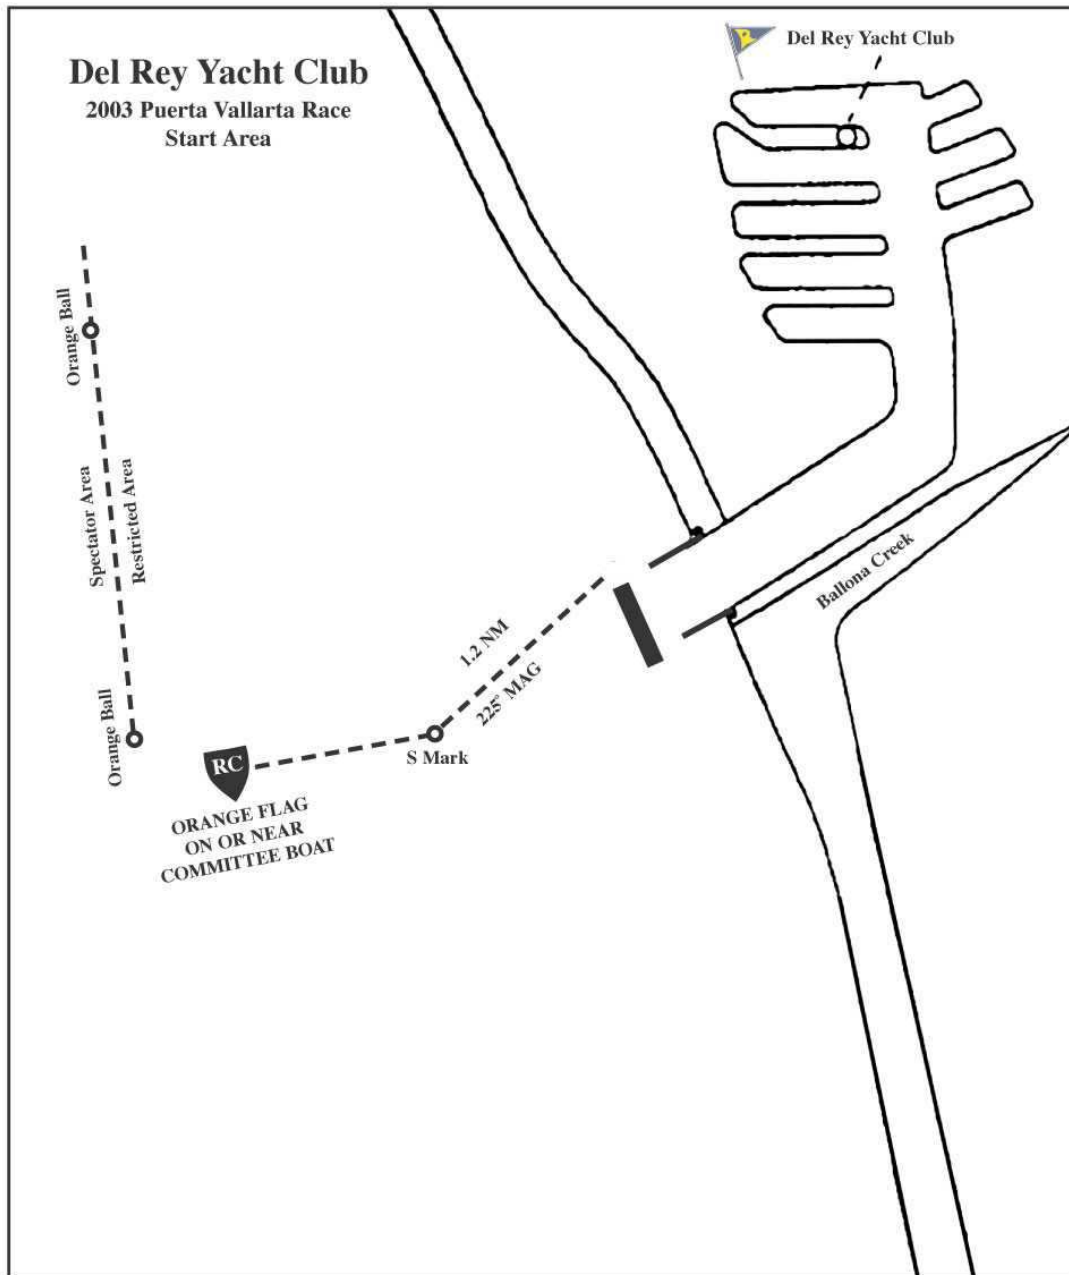 Del Rey Yacht Club
2003 Puerta Vallarta Race
Start Area
Del Rey Yacht Club
Orange Ball
Spectator Area
Restricted Area
Orange Ball
Ballona Creek
1.2 NM
225° MAG
S Mark
RC
ORANGE FLAG
ON OR NEAR
COMMITTEE BOAT